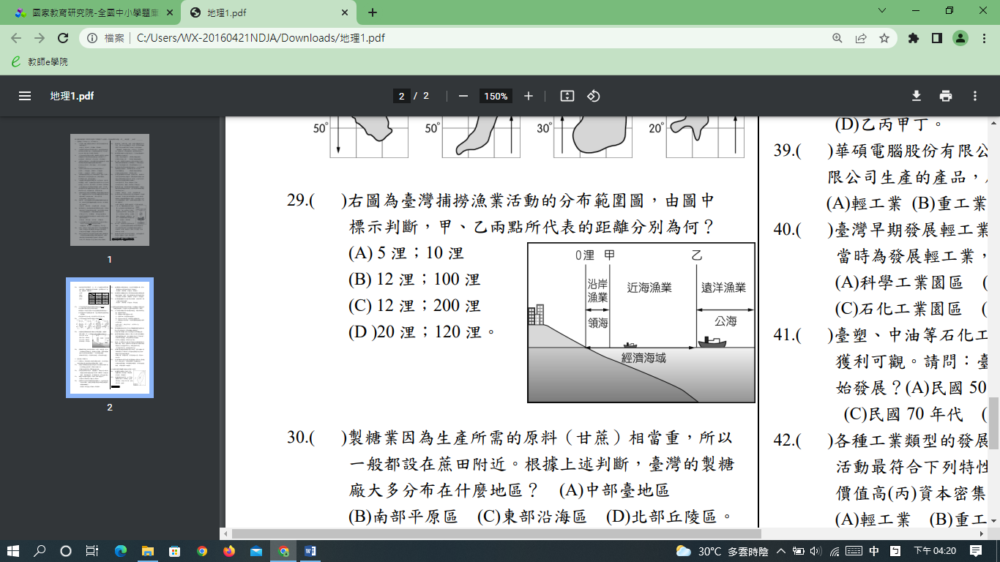 國家教育研究院-全國中小學題庫
地理1.pdf
檔案
C:/Users/WX-20160421NDJA/Downloads/地理1.pdf
教師e學院
地理1.pdf
2 / 2
150%
1
2
50°
50°
30°
20°
29.( )右圖為臺灣捕撈漁業活動的分布範圍圖，由圖中
標示判斷，甲、乙兩點所代表的距離分別為何？
(A) 5 浬；10 浬
(B) 12 浬；100 浬
(C) 12 浬；200 浬
(D )20 浬；120 浬。
0浬 甲 乙
沿岸漁業
近海漁業
遠洋漁業
領海
公海
經濟海域
30.( )製糖業因為生產所需的原料（甘蔗）相當重，所以
一般都設在蔗田附近。根據上述判斷，臺灣的製糖
廠大多分布在什麼地區？ (A)中部臺地區
(B)南部平原區 (C)東部沿海區 (D)北部丘陵區。
(D)乙丙甲丁。
39.( )華碩電腦股份有限公
限公司生產的產品，
(A)輕工業 (B)重工業
40.( )臺灣早期發展輕工業
當時為發展輕工業，
(A)科學工業園區 (
(C)石化工業園區 (
41.( )臺塑、中油等石化工
獲利可觀。請問：臺
始發展？(A)民國 50
(C)民國 70 年代 (
42.( )各種工業類型的發展
活動最符合下列特性
價值高(丙)資本密集
(A)輕工業 (B)重工
30°C 多雲時陰
中
下午 04:20